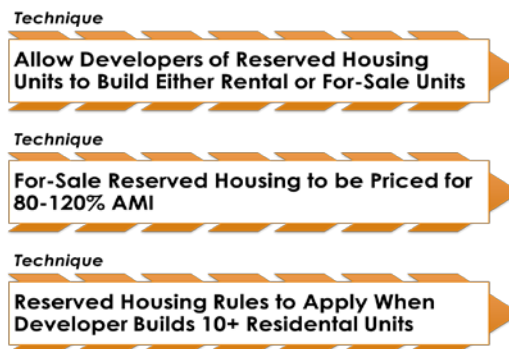 Technique
Allow Developers of Reserved Housing
Units to Build Either Rental or For-Sale Units
Technique
For-Sale Reserved Housing to be Priced for
80-120% AMI
Technique
Reserved Housing Rules to Apply When
Developer Builds 10+ Residental Units